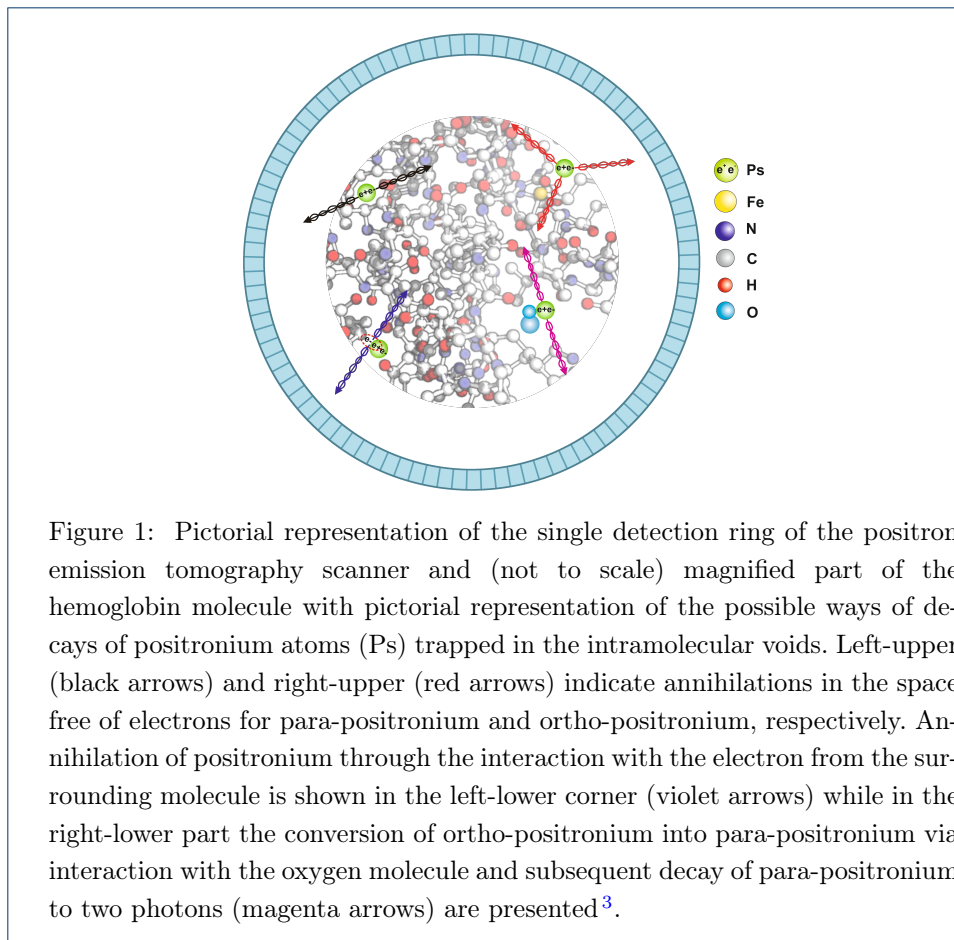 e+e-
e+e-
e+e-
e+ e- Ps
Fe
N
C
H
O
Figure 1: Pictorial representation of the single detection ring of the positron
emission tomography scanner and (not to scale) magnified part of the
hemoglobin molecule with pictorial representation of the possible ways of de-
cays of positronium atoms (Ps) trapped in the intramolecular voids. Left-upper
(black arrows) and right-upper (red arrows) indicate annihilations in the space
free of electrons for para-positronium and ortho-positronium, respectively. An-
nihilation of positronium through the interaction with the electron from the sur-
rounding molecule is shown in the left-lower corner (violet arrows) while in the
right-lower part the conversion of ortho-positronium into para-positronium via
interaction with the oxygen molecule and subsequent decay of para-positronium
to two photons (magenta arrows) are presented3.